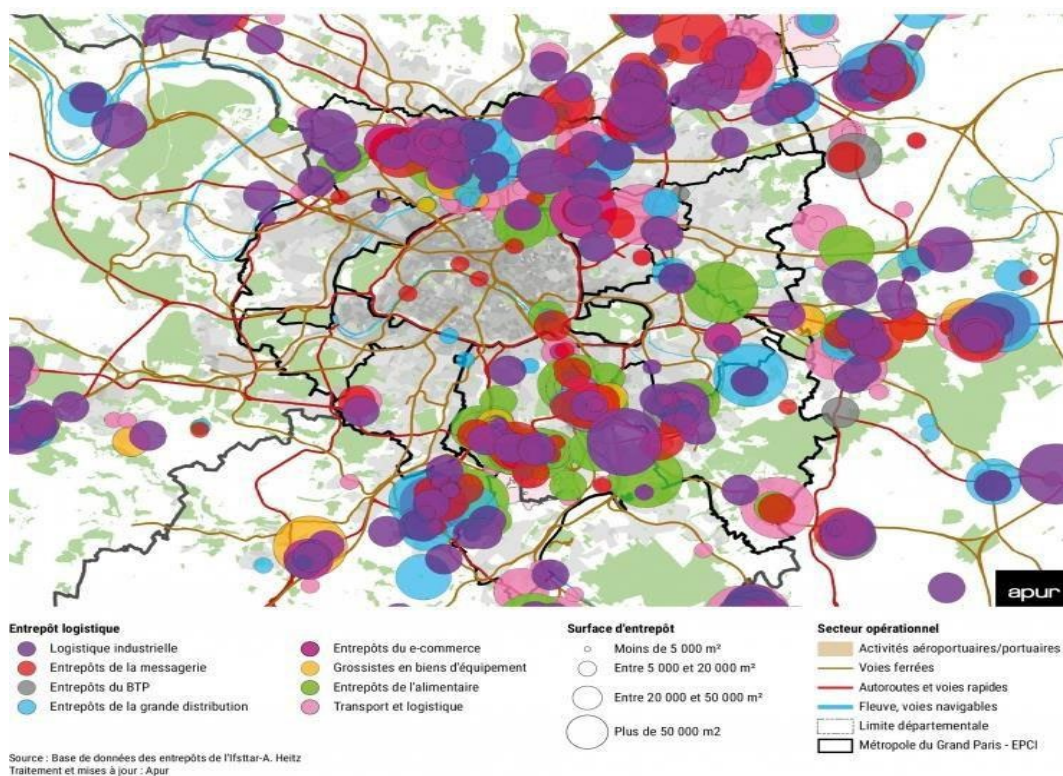 apur
Entrepôt logistique
Logistique industrielle
Entrepôts de la messagerie
Entrepôts du BTP
Entrepôts de la grande distribution
Entrepôts du e-commerce
Grossistes en biens d'équipement
Entrepôts de l'alimentaire
Transport et logistique
Surface d'entrepôt
Moins de 5 000 m²
Entre 5 000 et 20 000 m²
Entre 20 000 et 50 000 m²
Plus de 50 000 m2
Secteur opérationnel
Activités aéroportuaires/portuaires
Voies ferrées
Autoroutes et voies rapides
Fleuve, voies navigables
Limite départementale
Métropole du Grand Paris - EPCI
Source : Base de données des entrepôts de l'Ifsttar-A. Heitz
Traitement et mises à jour : Apur